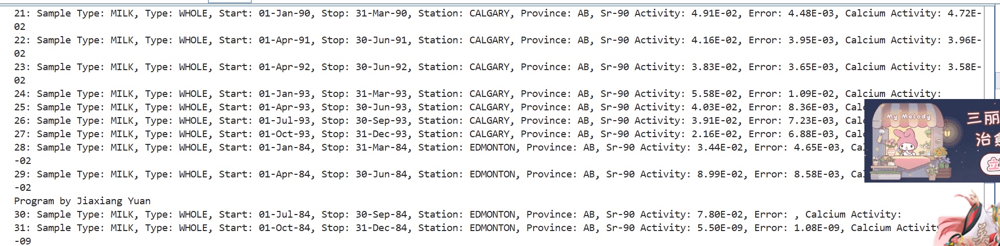 21: Sample Type: MILK, Type: WHOLE, Start: 01-Jan-90, Stop: 31-Mar-90, Station: CALGARY, Province: AB, Sr-90 Activity: 4.91E-02, Error: 4.48E-03, Calcium Activity: 4.72E-
02
22: Sample Type: MILK, Type: WHOLE, Start: 01-Apr-91, Stop: 30-Jun-91, Station: CALGARY, Province: AB, Sr-90 Activity: 4.16E-02, Error: 3.95E-03, Calcium Activity: 3.96E-
02
23: Sample Type: MILK, Type: WHOLE, Start: 01-Apr-92, Stop: 30-Jun-92, Station: CALGARY, Province: AB, Sr-90 Activity: 3.83E-02, Error: 3.65E-03, Calcium Activity: 3.58E-
02
24: Sample Type: MILK, Type: WHOLE, Start: 01-Jan-93, Stop: 31-Mar-93, Station: CALGARY, Province: AB, Sr-90 Activity: 5.58E-02, Error: 1.09E-02, Calcium Activity:
25: Sample Type: MILK, Type: WHOLE, Start: 01-Apr-93, Stop: 30-Jun-93, Station: CALGARY, Province: AB, Sr-90 Activity: 4.03E-02, Error: 8.36E-03,
26: Sample Type: MILK, Type: WHOLE, Start: 01-Jul-93, Stop: 30-Sep-93, Station: CALGARY, Province: AB, Sr-90 Activity: 3.91E-02, Error: 7.23E-03,
27: Sample Type: MILK, Type: WHOLE, Start: 01-Oct-93, Stop: 31-Dec-93, Station: CALGARY, Province: AB, Sr-90 Activity: 2.16E-02, Error: 6.88E-03,
28: Sample Type: MILK, Type: WHOLE, Start: 01-Jan-84, Stop: 31-Mar-84, Station: EDMONTON, Province: AB, Sr-90 Activity: 3.44E-02, Error: 4.65E-03,
-02
29: Sample Type: MILK, Type: WHOLE, Start: 01-Apr-84, Stop: 30-Jun-84, Station: EDMONTON, Province: AB, Sr-90 Activity: 8.99E-02, Error: 8.58E-03,
-02
Program by Jiaxiang Yuan
30: Sample Type: MILK, Type: WHOLE, Start: 01-Jul-84, Stop: 30-Sep-84, Station: EDMONTON, Province: AB, Sr-90 Activity: 7.80E-02, Error: , Calcium Activity:
31: Sample Type: MILK, Type: WHOLE, Start: 01-Oct-84, Stop: 31-Dec-84, Station: EDMONTON, Province: AB, Sr-90 Activity: 5.50E-09, Error: 1.08E-09, Calcium Activity
-09
My Melody
三丽
治
立
英